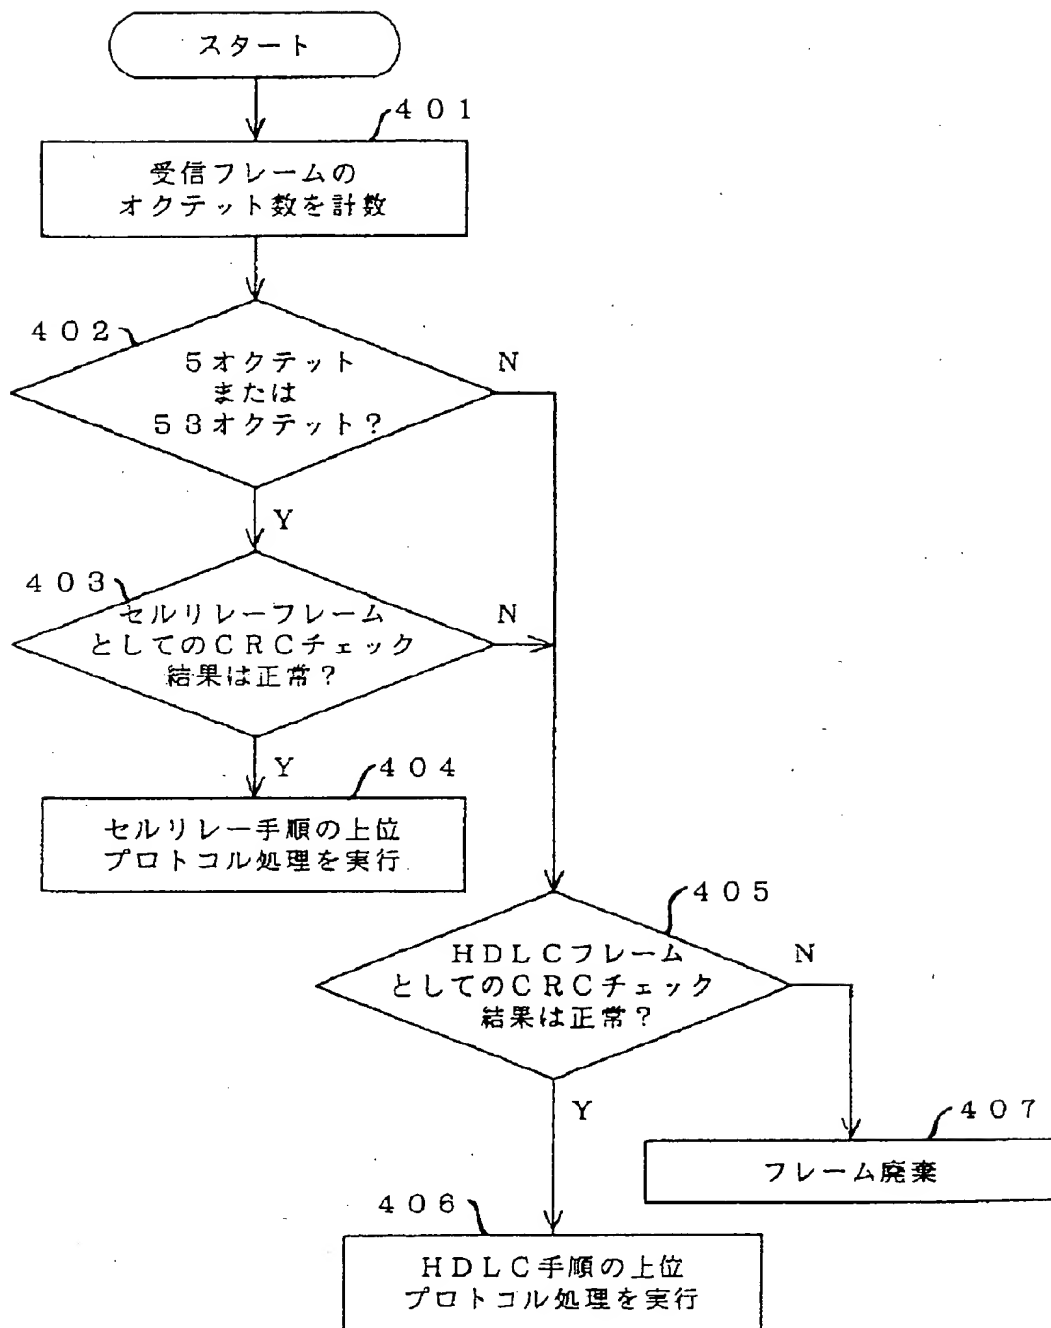 スタート
401
受信フレームの
オクテット数を計数
402
5オクテット
または
53オクテット?
N
Y
403
セルリレーフレーム
としてのCRCチェック
結果は正常?
N
Y
404
セルリレー手順の上位
プロトコル処理を実行
405
HDLCフレーム
としてのCRCチェック
結果は正常?
N
Y
407
フレーム廃棄
406
HDLC手順の上位
プロトコル処理を実行